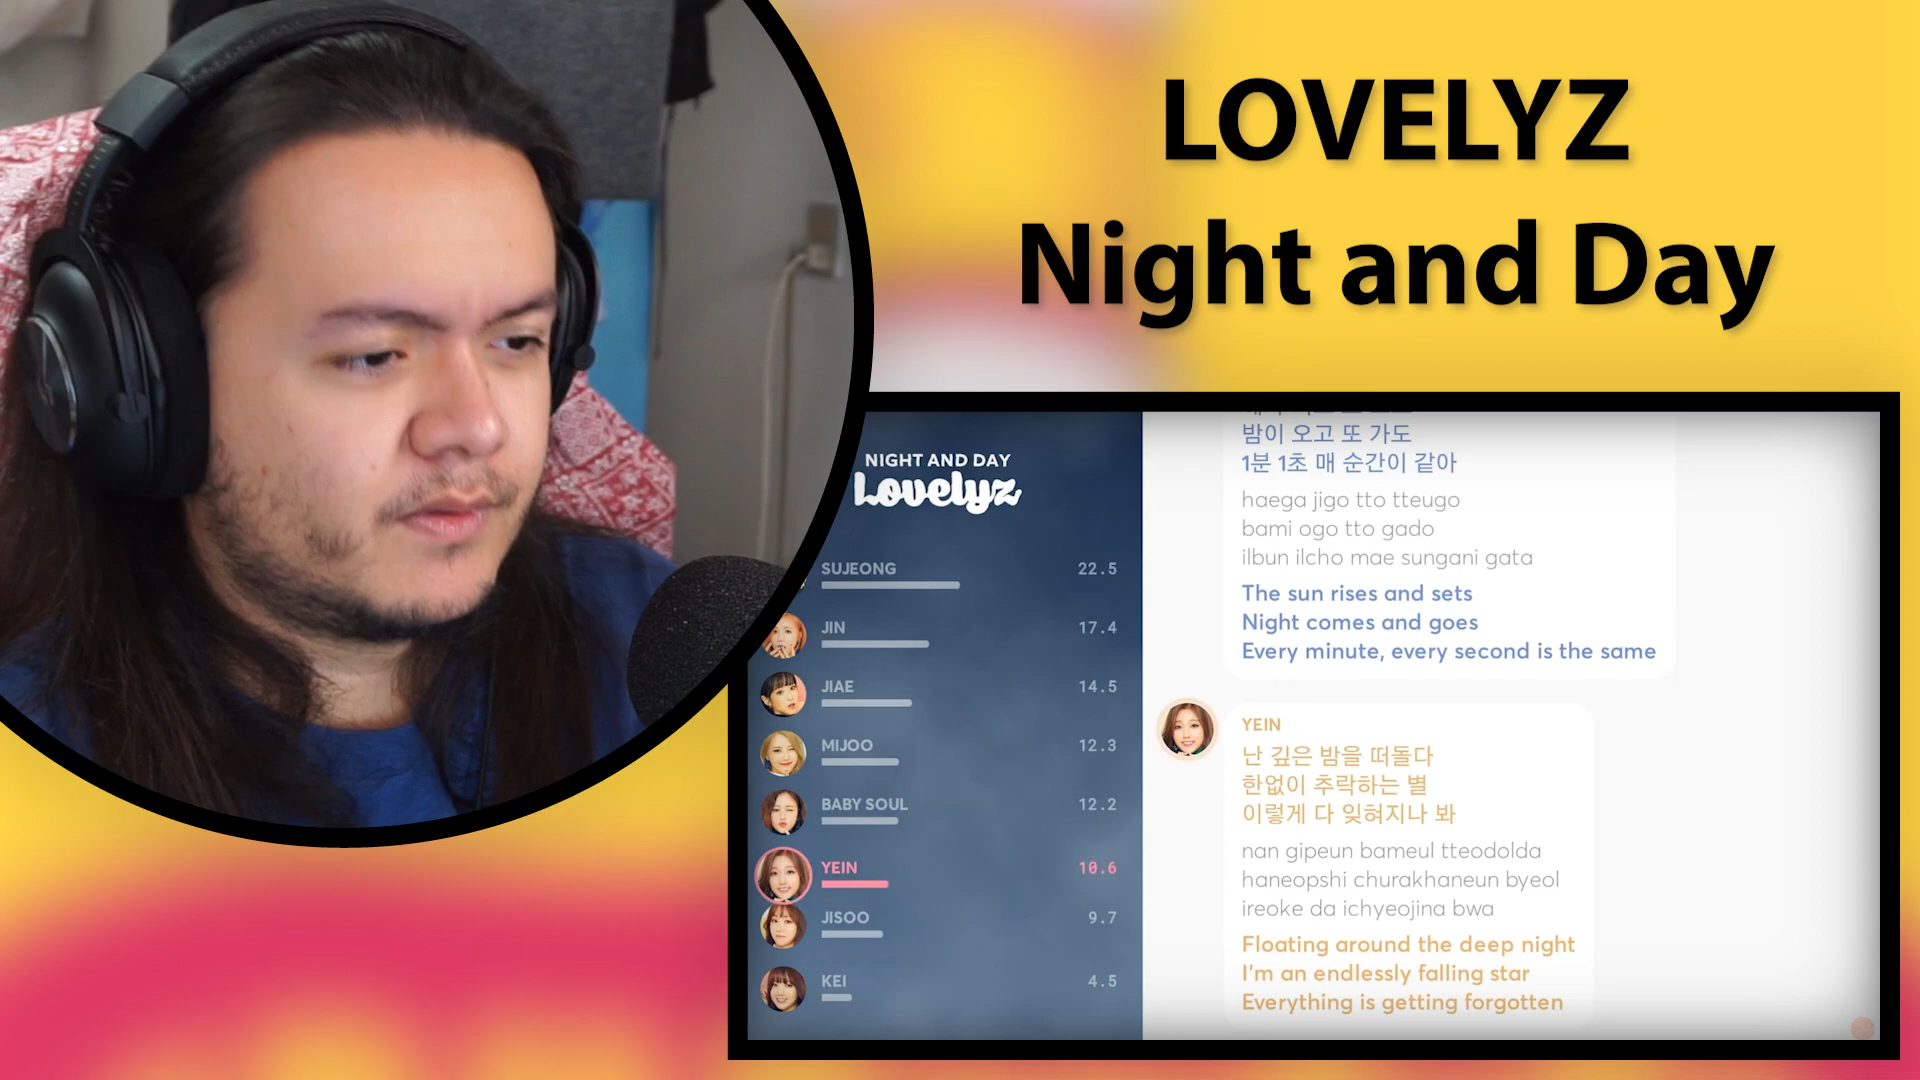 LOVELYZ
Night and Day
NIGHT AND DAY
Lovelyz
SUJEONG 22.5
JIN 17.4
JIAE 14.5
MIJOO 12.3
BABY SOUL 12.2
YEIN 10.6
JISOO 9.7
KEI 4.5
밤이 오고 또 가도
1분 1초 매 순간이 같아
haega jigo tto tteugo
bami ogo tto gado
ilbun ilcho mae sungani gata
The sun rises and sets
Night comes and goes
Every minute, every second is the same
YEIN
난 깊은 밤을 떠돌다
한없이 추락하는 별
이렇게 다 잊혀지나 봐
nan gipeun bameul tteodolda
haneopshi churakhaneun byeol
ireoke da ichyeojina bwa
Floating around the deep night
I'm an endlessly falling star
Everything is getting forgotten